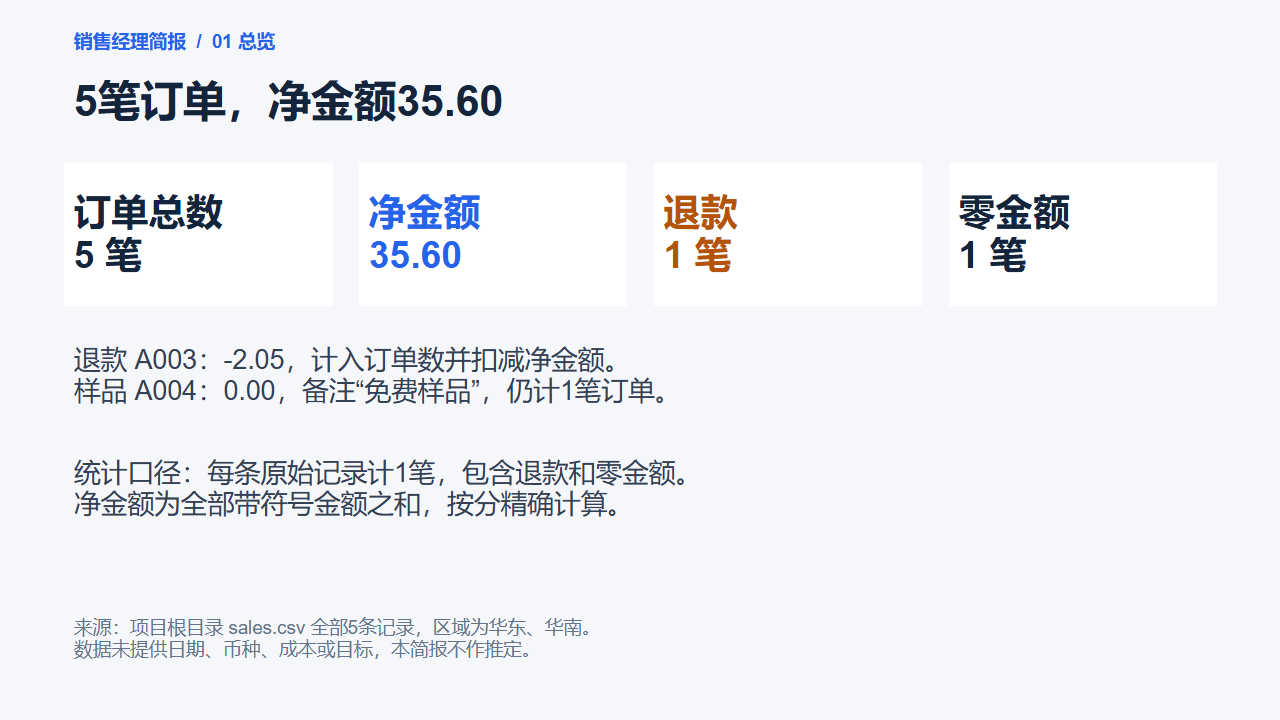 销售经理简报 / 01 总览
5笔订单，净金额35.60
订单总数
5 笔
净金额
35.60
退款
1 笔
零金额
1 笔
退款 A003：-2.05，计入订单数并扣减净金额。
样品 A004：0.00，备注“免费样品”，仍计1笔订单。
统计口径：每条原始记录计1笔，包含退款和零金额。
净金额为全部带符号金额之和，按分精确计算。
来源：项目根目录 sales.csv 全部5条记录，区域为华东、华南。
数据未提供日期、币种、成本或目标，本简报不作推定。